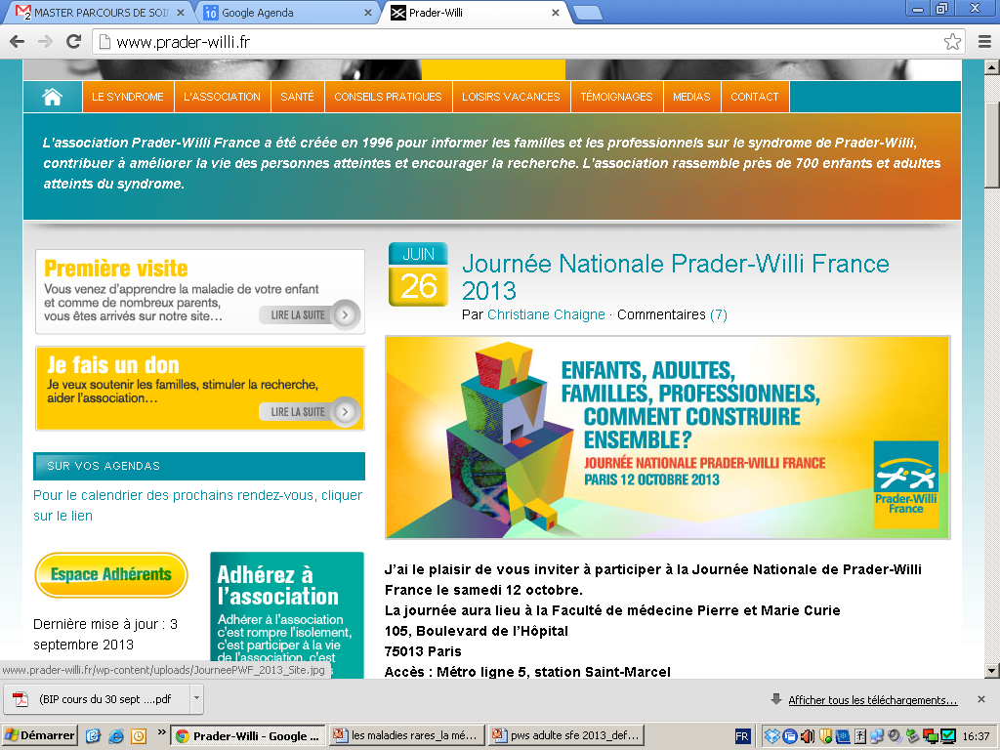 MASTER PARCOURS DE SOI
10 Google Agenda
Prader-Willi
www.prader-willi.fr
LE SYNDROME
L'ASSOCIATION
SANTÉ
CONSEILS PRATIQUES
LOISIRS VACANCES
TÉMOIGNAGES
MEDIAS
CONTACT
L'association Prader-Willi France a été créée en 1996 pour informer les familles et les professionnels sur le syndrome de Prader-Willi,
contribuer à améliorer la vie des personnes atteintes et encourager la recherche. L'association rassemble près de 700 enfants et adultes
atteints du syndrome.
Première visite
Vous venez d'apprendre la maladie de votre enfant
et comme de nombreux parents,
vous êtes arrivés sur notre site...
LIRE LA SUITE
Je fais un don
Je veux soutenir les familles, stimuler la recherche,
aider l'association...
LIRE LA SUITE
SUR VOS AGENDAS
Pour le calendrier des prochains rendez-vous, cliquer
sur le lien
Espace Adhérents
Dernière mise à jour : 3
septembre 2013
Adhérez à
l'association
Adhérer à l'association
c'est rompre l'isolement,
c'est participer à la vie
de l'association, c'est
JUIN
26
Journée Nationale Prader-Willi France
2013
Par Christiane Chaigne · Commentaires (7)
ENFANTS, ADULTES,
FAMILLES, PROFESSIONNELS,
COMMENT CONSTRUIRE
ENSEMBLE?
JOURNÉE NATIONALE PRADER-WILLI FRANCE
PARIS 12 OCTOBRE 2013
Prader-Willi
France
J'ai le plaisir de vous inviter à participer à la Journée Nationale de Prader-Willi
France le samedi 12 octobre.
La journée aura lieu à la Faculté de médecine Pierre et Marie Curie
105, Boulevard de l'Hôpital
75013 Paris
Accès : Métro ligne 5, station Saint-Marcel
www.prader-willi.fr/wp-content/uploads/JourneePWF_2013_Site.jpg
(BIP cours du 30 sept ....pdf
Afficher tous les téléchargements...
Démarrer
»
Prader-Willi - Google ...
les maladies rares_la mé...
pws adulte sfe 2013_def...
FR
16:37